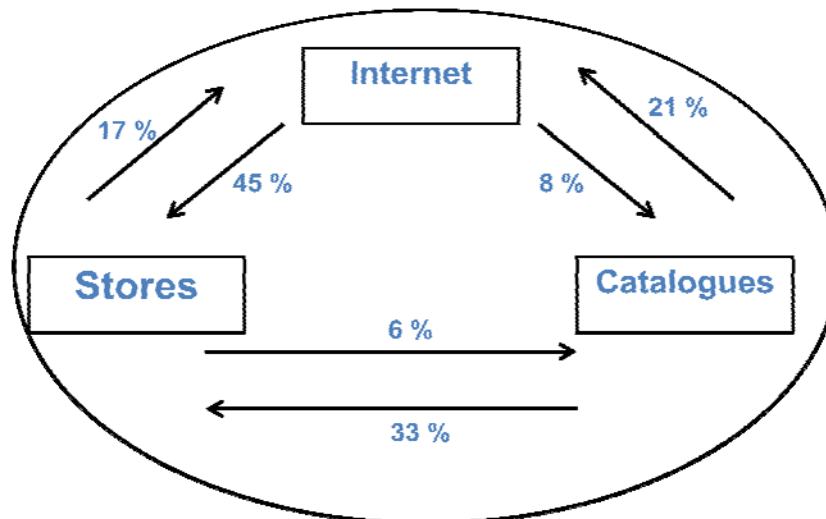 Internet
17 %
21 %
45 %
8 %
Stores
Catalogues
6 %
33 %